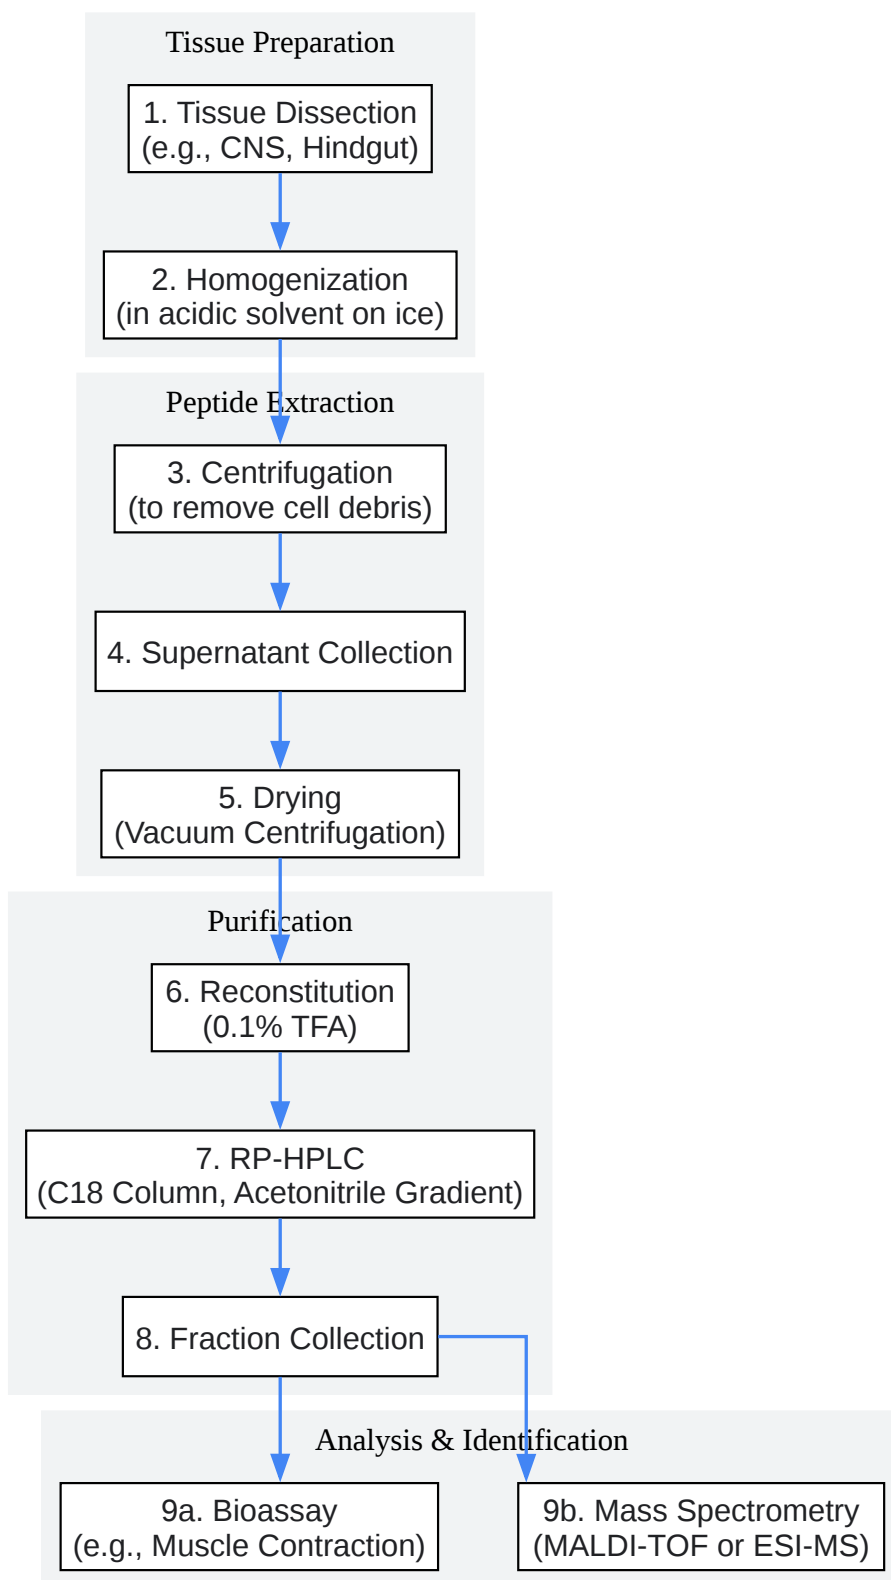 Tissue Preparation
1. Tissue Dissection
(e.g., CNS, Hindgut)
2. Homogenization
(in acidic solvent on ice)
Peptide Extraction
3. Centrifugation
(to remove cell debris)
4. Supernatant Collection
5. Drying
(Vacuum Centrifugation)
Purification
6. Reconstitution
(0.1% TFA)
7. RP-HPLC
(C18 Column, Acetonitrile Gradient)
8. Fraction Collection
Analysis & Identification
9a. Bioassay
(e.g., Muscle Contraction)
9b. Mass Spectrometry
(MALDI-TOF or ESI-MS)